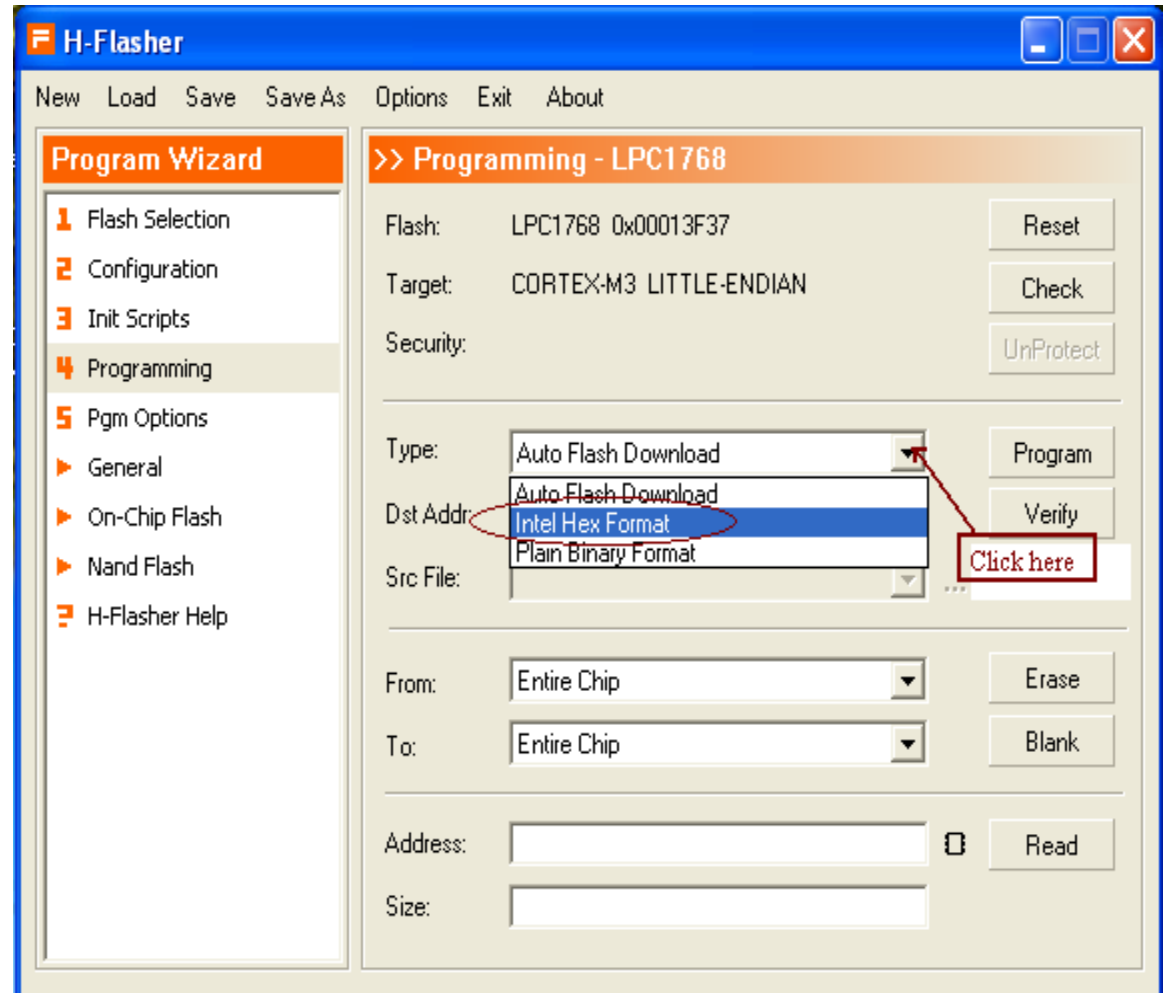 H-Flasher
New Load Save Save As Options Exit About
Program Wizard
1 Flash Selection
2 Configuration
3 Init Scripts
4 Programming
5 Pgm Options
General
On-Chip Flash
Nand Flash
? H-Flasher Help
>> Programming - LPC1768
Flash: LPC1768 0x00013F37 Reset
Target: CORTEX-M3 LITTLE-ENDIAN Check
Security: UnProtect
Type: Auto Flash Download Program
Auto Flash Download
Dst Addr: Intel Hex Format Verify
Plain Binary Format
Click here
Src File: ...
From: Entire Chip Erase
To: Entire Chip Blank
Address: Read
Size: